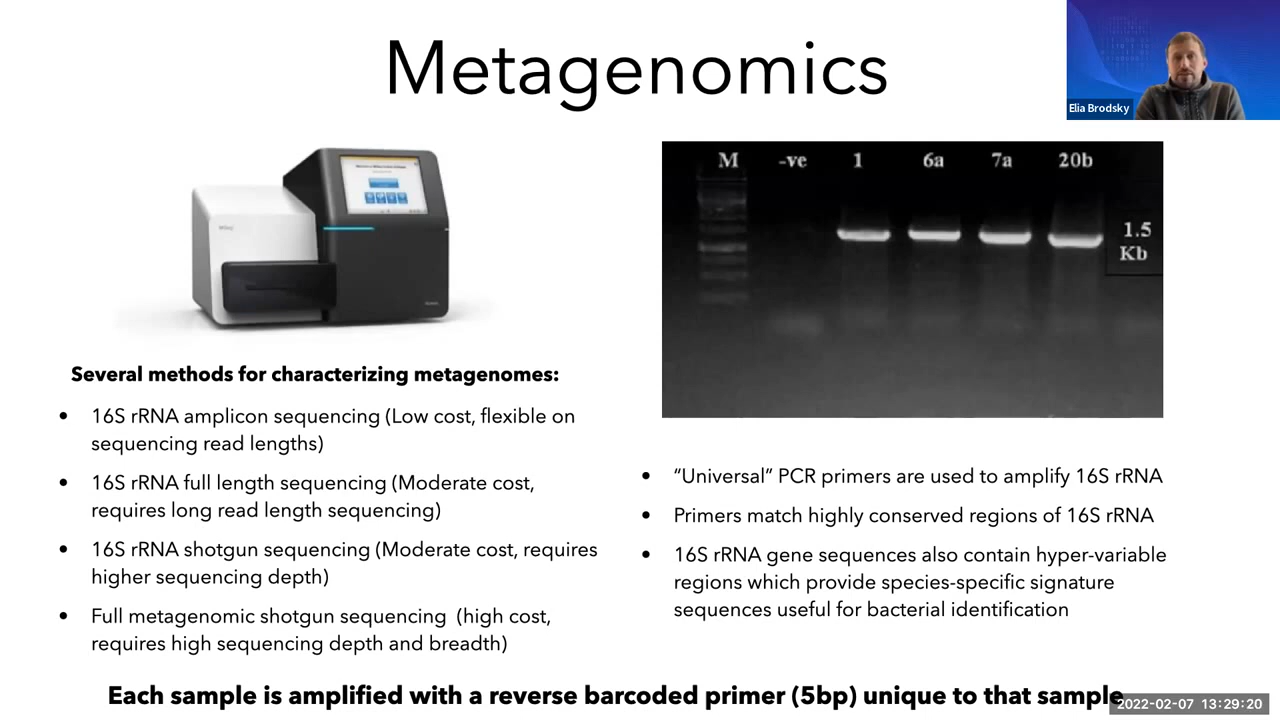 Metagenomics
Elia Brodsky
M -ve 1 6a 7a 20b
1.5
Kb
Several methods for characterizing metagenomes:
• 16S rRNA amplicon sequencing (Low cost, flexible on
sequencing read lengths)
• 16S rRNA full length sequencing (Moderate cost,
requires long read length sequencing)
• 16S rRNA shotgun sequencing (Moderate cost, requires
higher sequencing depth)
• Full metagenomic shotgun sequencing (high cost,
requires high sequencing depth and breadth)
• “Universal” PCR primers are used to amplify 16S rRNA
• Primers match highly conserved regions of 16S rRNA
• 16S rRNA gene sequences also contain hyper-variable
regions which provide species-specific signature
sequences useful for bacterial identification
Each sample is amplified with a reverse barcoded primer (5bp) unique to that sample
2022-02-07 13:29:20